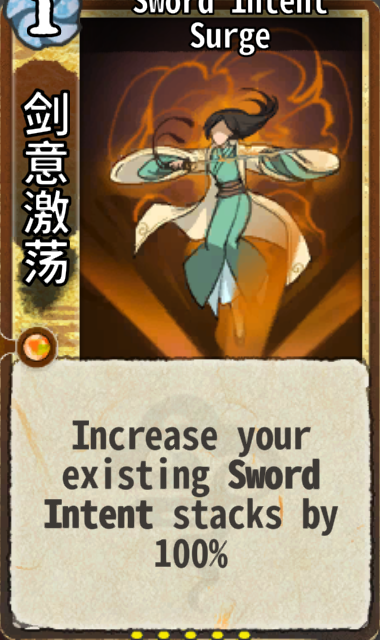 1
Sword Intent
Surge
剑意激荡
Increase your
existing Sword
Intent stacks by
100%